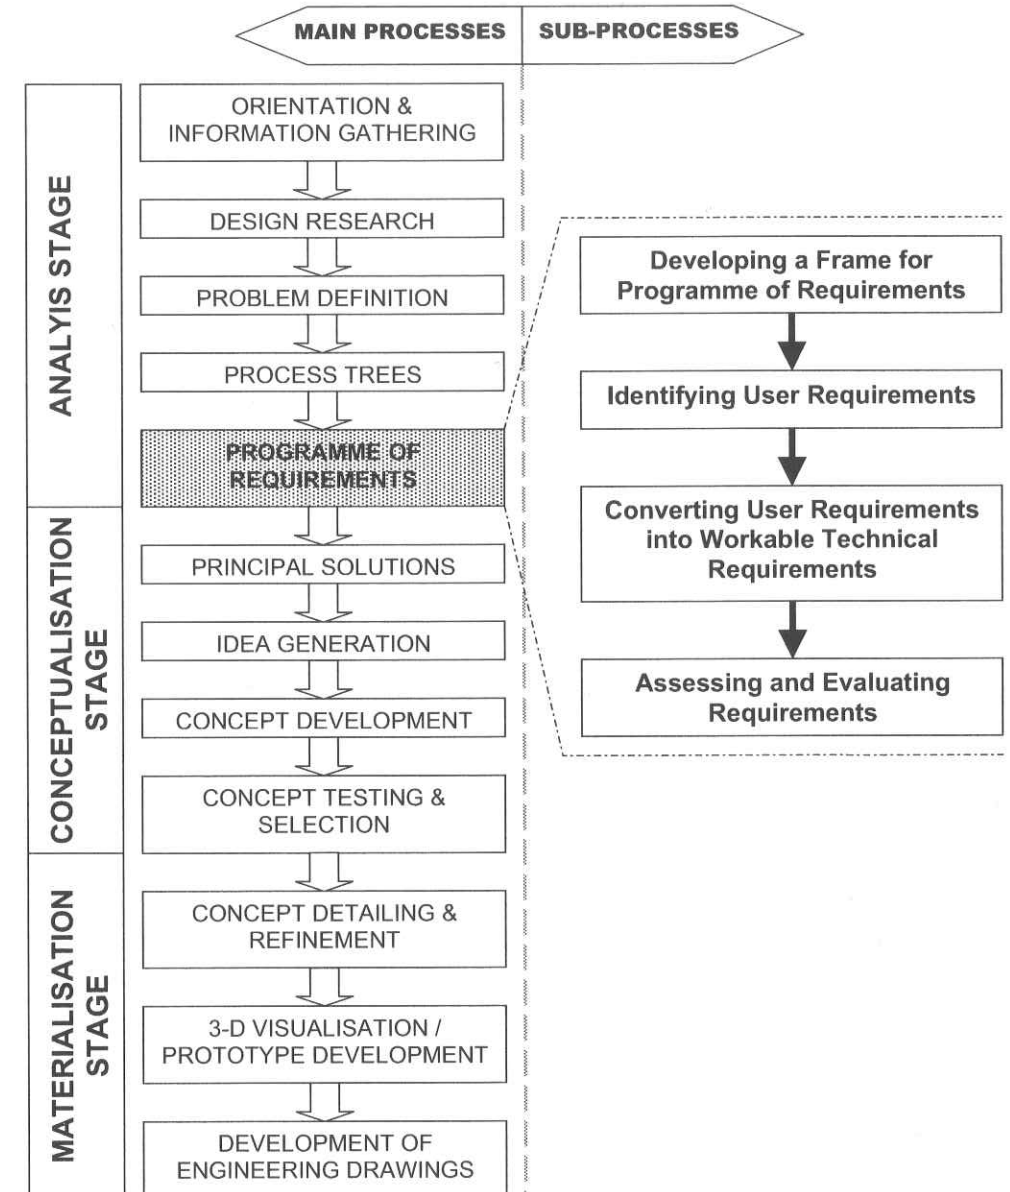 MAIN PROCESSES
SUB-PROCESSES
ANALYIS STAGE
ORIENTATION &
INFORMATION GATHERING
DESIGN RESEARCH
PROBLEM DEFINITION
PROCESS TREES
PROGRAMME OF
REQUIREMENTS
CONCEPTUALISATION
STAGE
PRINCIPAL SOLUTIONS
IDEA GENERATION
CONCEPT DEVELOPMENT
CONCEPT TESTING &
SELECTION
MATERIALISATION
STAGE
CONCEPT DETAILING &
REFINEMENT
3-D VISUALISATION /
PROTOTYPE DEVELOPMENT
DEVELOPMENT OF
ENGINEERING DRAWINGS
Developing a Frame for
Programme of Requirements
Identifying User Requirements
Converting User Requirements
into Workable Technical
Requirements
Assessing and Evaluating
Requirements